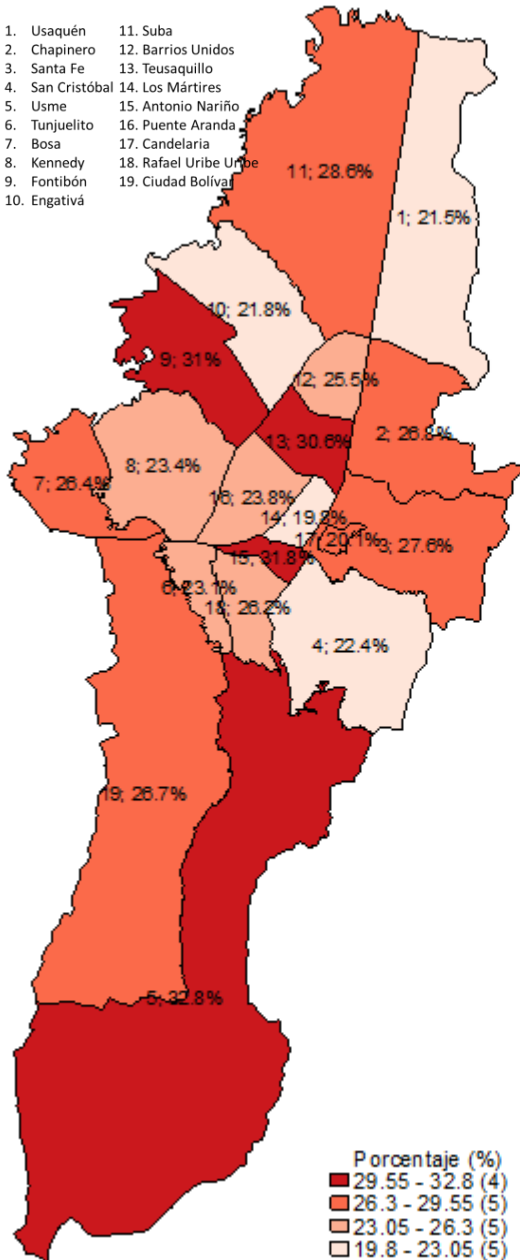 1. Usaquén
2. Chapinero
3. Santa Fe
4. San Cristóbal
5. Usme
6. Tunjuelito
7. Bosa
8. Kennedy
9. Fontibón
10. Engativá
11. Suba
12. Barrios Unidos
13. Teusaquillo
14. Los Mártires
15. Antonio Nariño
16. Puente Aranda
17. Candelaria
18. Rafael Uribe Uribe
19. Ciudad Bolívar
11; 28.6%
1; 21.5%
10; 21.8%
9; 31%
12; 25.5%
13; 30.6%
2; 26.8%
8; 23.4%
7; 26.4%
16; 23.8%
14; 19.8%
17; 20.1%
3; 27.6%
15; 31.8%
6; 23.1%
18; 26.2%
4; 22.4%
19; 26.7%
5; 32.8%
Porcentaje (%)
29.55 - 32.8 (4)
26.3 - 29.55 (5)
23.05 - 26.3 (5)
19.8 - 23.05 (5)